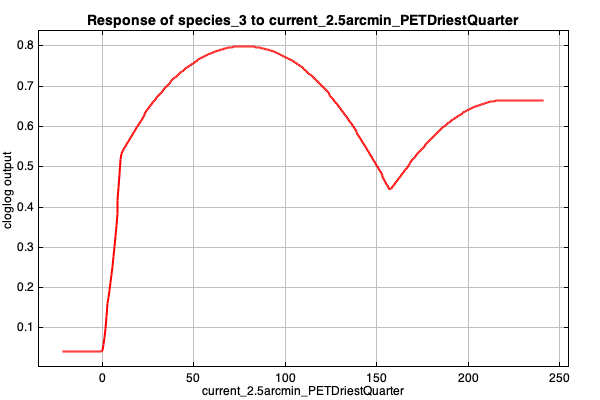 Response of species_3 to current_2.5arcmin_PETDriestQuarter
0.8
0.7
0.6
0.5
0.4
0.3
0.2
0.1
cloglog output
0 50 100 150 200 250
current_2.5arcmin_PETDriestQuarter